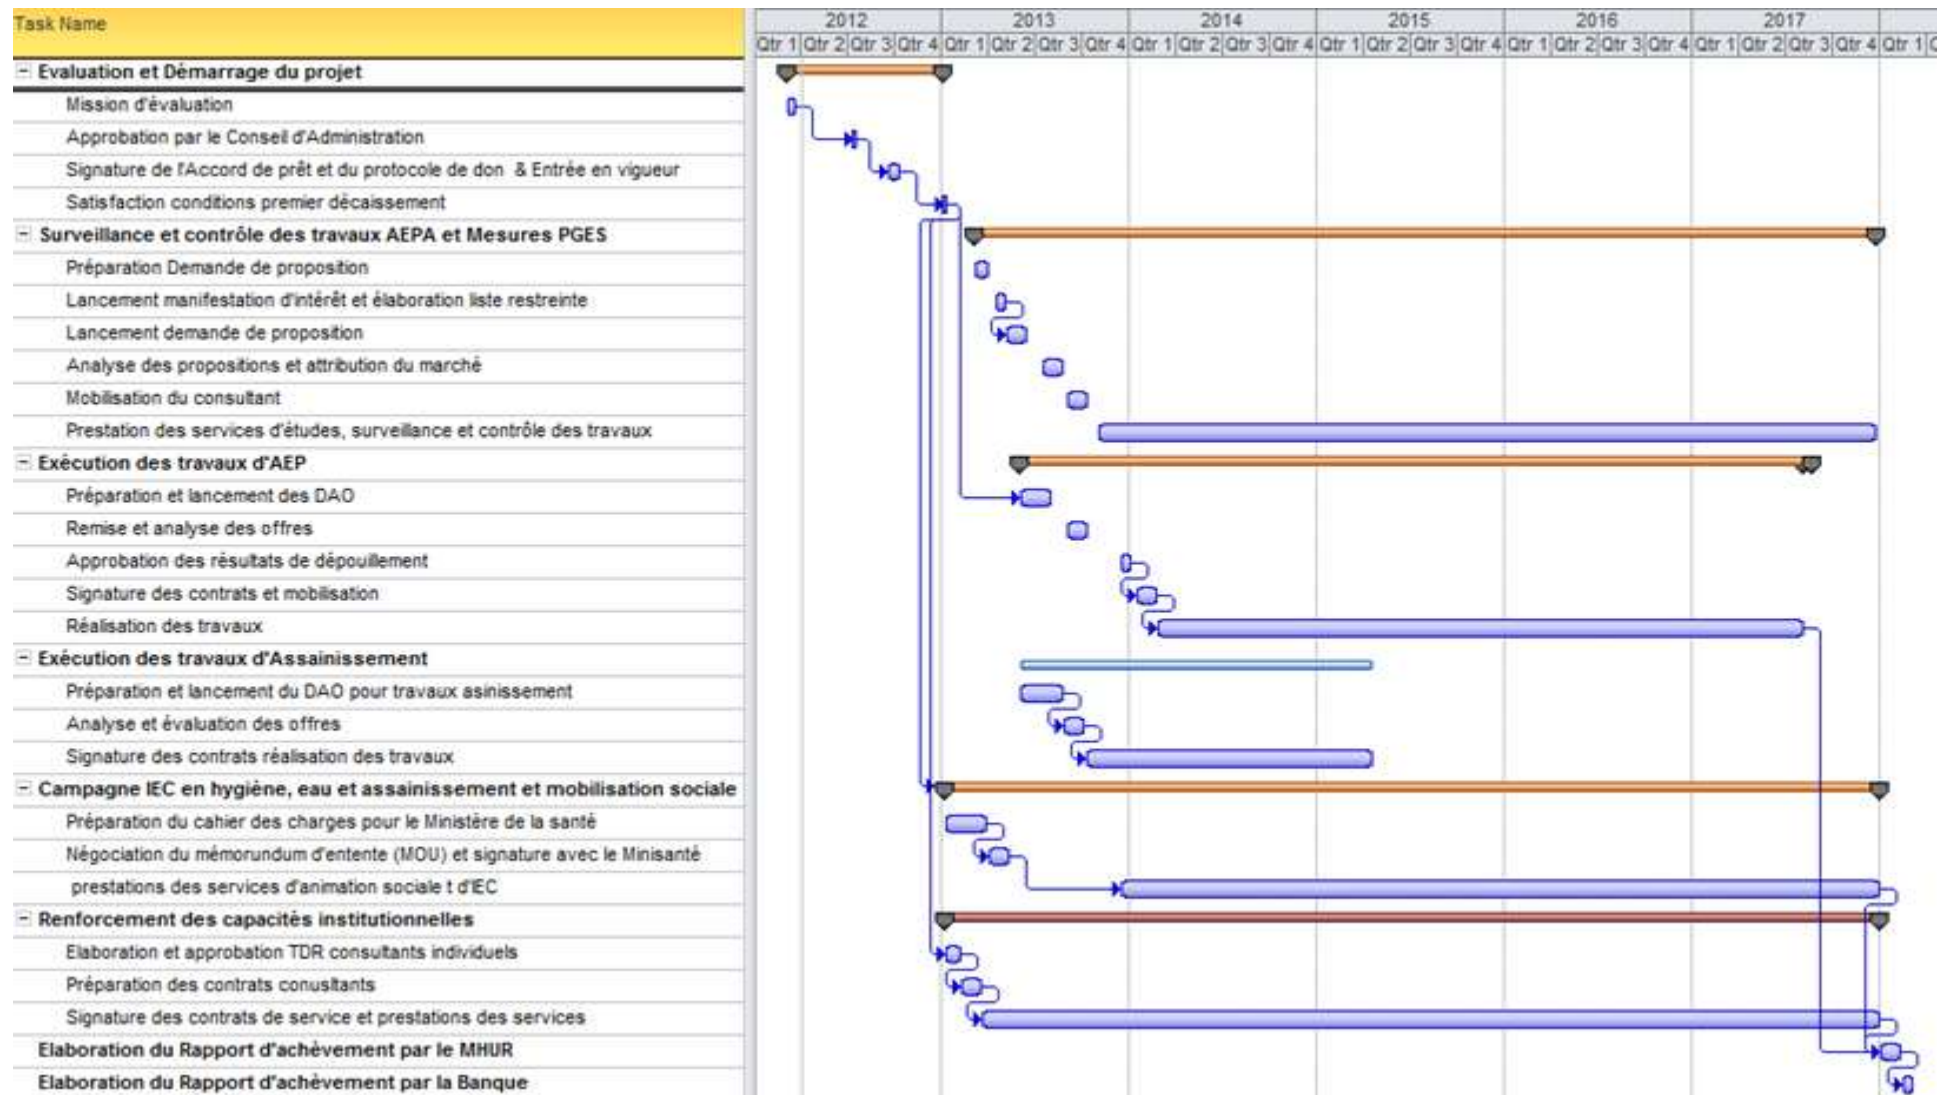 Task Name
2012 2013 2014 2015 2016 2017
Qtr 1 Qtr 2 Qtr 3 Qtr 4 Qtr 1 Qtr 2 Qtr 3 Qtr 4 Qtr 1 Qtr 2 Qtr 3 Qtr 4 Qtr 1 Qtr 2 Qtr 3 Qtr 4 Qtr 1 Qtr 2 Qtr 3 Qtr 4 Qtr 1 Qtr 2 Qtr 3 Qtr 4 Qtr 1
Evaluation et Démarrage du projet
Mission d'évaluation
Approbation par le Conseil d'Administration
Signature de l'Accord de prêt et du protocole de don & Entrée en vigueur
Satisfaction conditions premier décaissement
Surveillance et contrôle des travaux AEPA et Mesures PGES
Préparation Demande de proposition
Lancement manifestation d'intérêt et élaboration liste restreinte
Lancement demande de proposition
Analyse des propositions et attribution du marché
Mobilisation du consultant
Prestation des services d'études, surveillance et contrôle des travaux
Exécution des travaux d'AEP
Préparation et lancement des DAO
Remise et analyse des offres
Approbation des résultats de dépouillement
Signature des contrats et mobilisation
Réalisation des travaux
Exécution des travaux d'Assainissement
Préparation et lancement du DAO pour travaux asinissement
Analyse et évaluation des offres
Signature des contrats réalisation des travaux
Campagne IEC en hygiène, eau et assainissement et mobilisation sociale
Préparation du cahier des charges pour le Ministère de la santé
Négociation du mémorundum d'entente (MOU) et signature avec le Minisanté
prestations des services d'animation sociale t d'IEC
Renforcement des capacités institutionnelles
Elaboration et approbation TDR consultants individuels
Préparation des contrats conusltants
Signature des contrats de service et prestations des services
Elaboration du Rapport d'achèvement par le MHUR
Elaboration du Rapport d'achèvement par la Banque